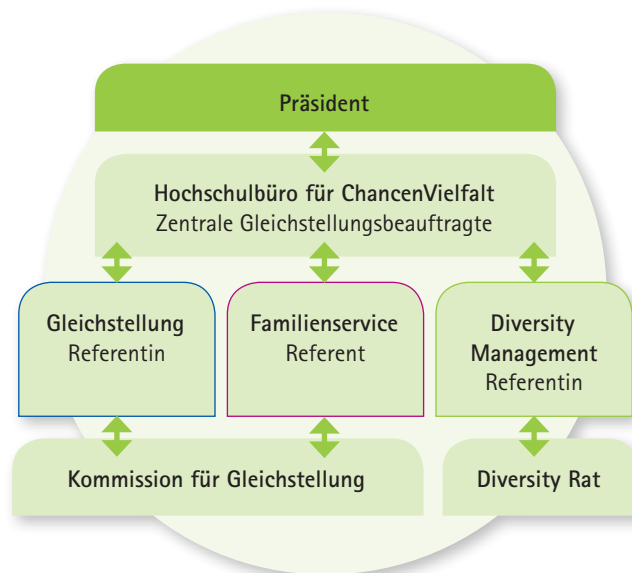 Präsident
Hochschulbüro für ChancenVielfalt
Zentrale Gleichstellungsbeauftragte
Gleichstellung
Referentin
Familienservice
Referent
Diversity
Management
Referentin
Kommission für Gleichstellung
Diversity Rat